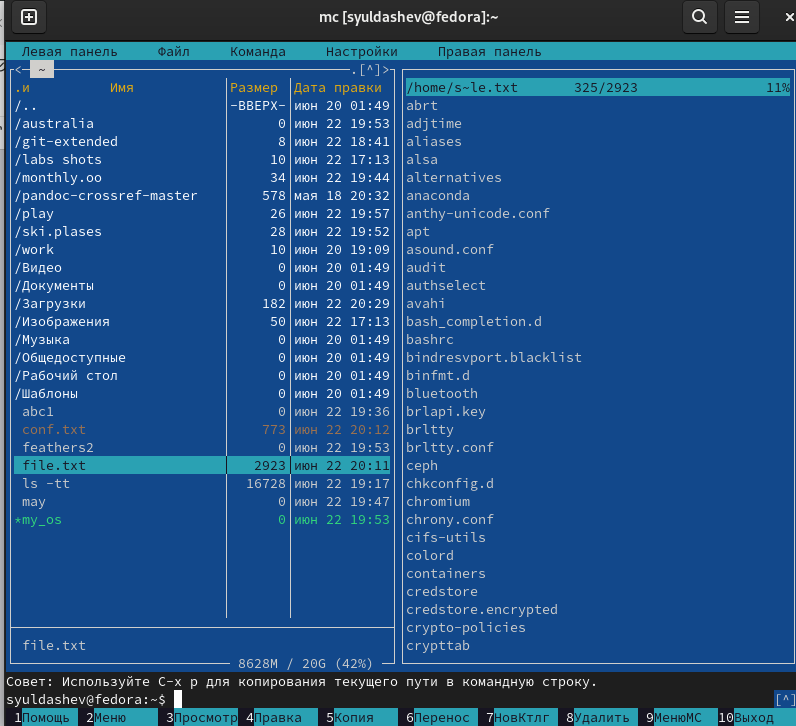 mc [syuldashev@fedora]:~
Левая панель Файл Команда Настройки Правая панель
<- ~ .[^]>
.и Имя Размер Дата правки
/.. -ВВЕРХ- июн 20 01:49
/australia 0 июн 22 19:53
/git-extended 8 июн 22 18:41
/labs shots 10 июн 22 17:13
/monthly.oo 34 июн 22 19:44
/pandoc-crossref-master 578 мая 18 20:32
/play 26 июн 22 19:57
/ski.plases 28 июн 22 19:52
/work 10 июн 20 19:09
/Видео 0 июн 20 01:49
/Документы 0 июн 20 01:49
/Загрузки 182 июн 22 20:29
/Изображения 50 июн 22 17:13
/Музыка 0 июн 20 01:49
/Общедоступные 0 июн 20 01:49
/Рабочий стол 0 июн 20 01:49
/Шаблоны 0 июн 20 01:49
abc1 0 июн 22 19:36
conf.txt 773 июн 22 20:12
feathers2 0 июн 22 19:53
file.txt 2923 июн 22 20:11
ls -tt 16728 июн 22 19:17
may 0 июн 22 19:47
*my_os 0 июн 22 19:53
file.txt
8628M / 20G (42%)
/home/s~le.txt 325/2923 11%
abrt
adjtime
aliases
alsa
alternatives
anaconda
anthy-unicode.conf
apt
asound.conf
audit
authselect
avahi
bash_completion.d
bashrc
bindresvport.blacklist
binfmt.d
bluetooth
brlapi.key
brltty
brltty.conf
ceph
chkconfig.d
chromium
chrony.conf
cifs-utils
colord
containers
credstore
credstore.encrypted
crypto-policies
crypttab
Совет: Используйте C-x p для копирования текущего пути в командную строку.
syuldashev@fedora:~$ [^]
1Помощь 2Меню 3Просмотр 4Правка 5Копия 6Перенос 7НовКтлг 8Удалить 9МенюМС 10Выход